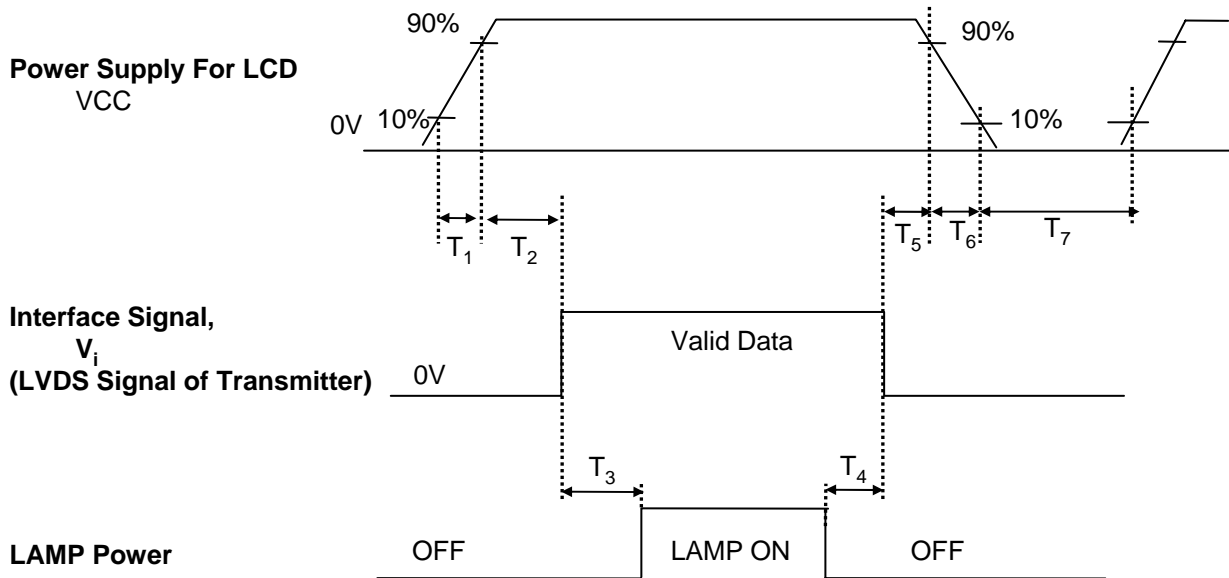 90%
90%
Power Supply For LCD
VCC
0V
10%
10%
T1
T2
T5
T6
T7
Interface Signal,
Vi
(LVDS Signal of Transmitter)
Valid Data
0V
T3
T4
LAMP Power
OFF
LAMP ON
OFF